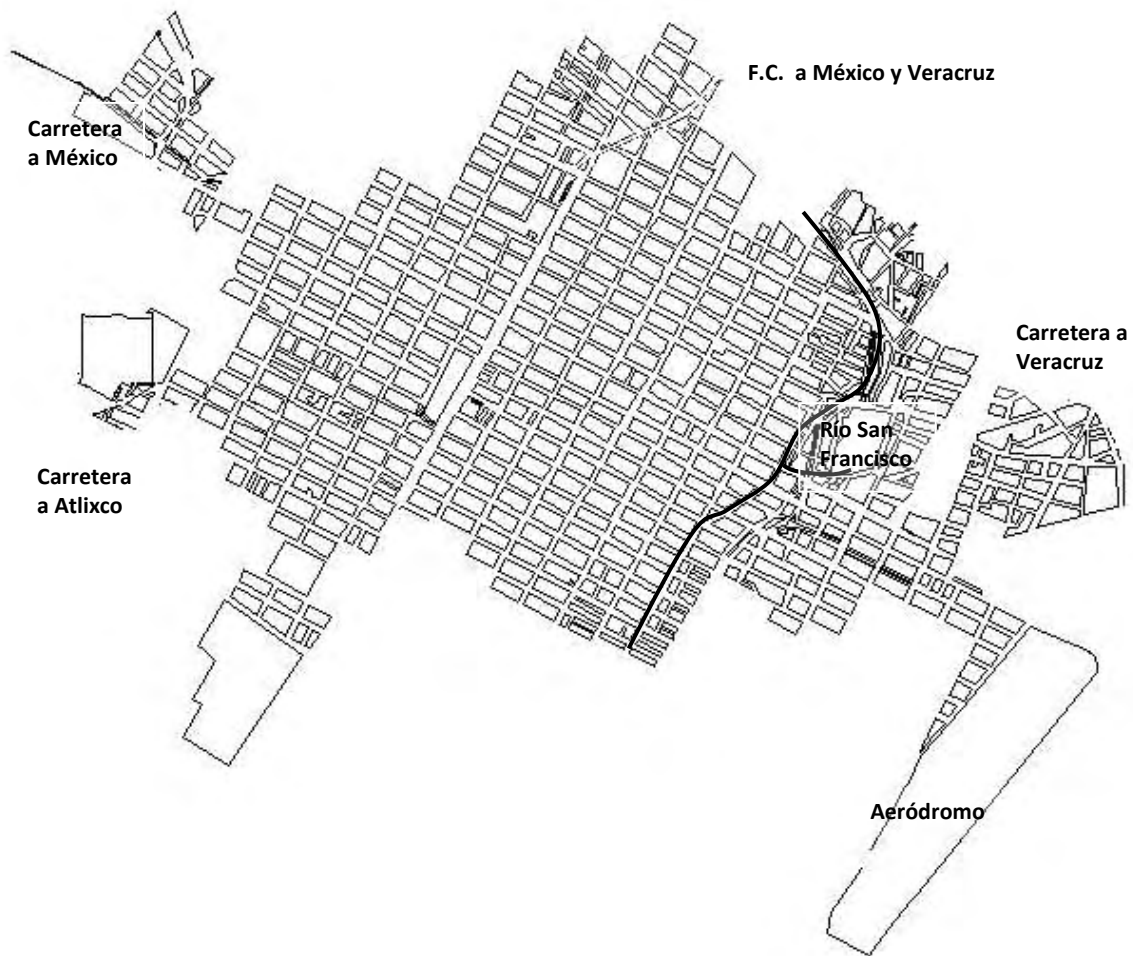 F.C. a México y Veracruz
Carretera
a México
Carretera a
Veracruz
Río San
Francisco
Carretera
a Atlixco
Aeródromo